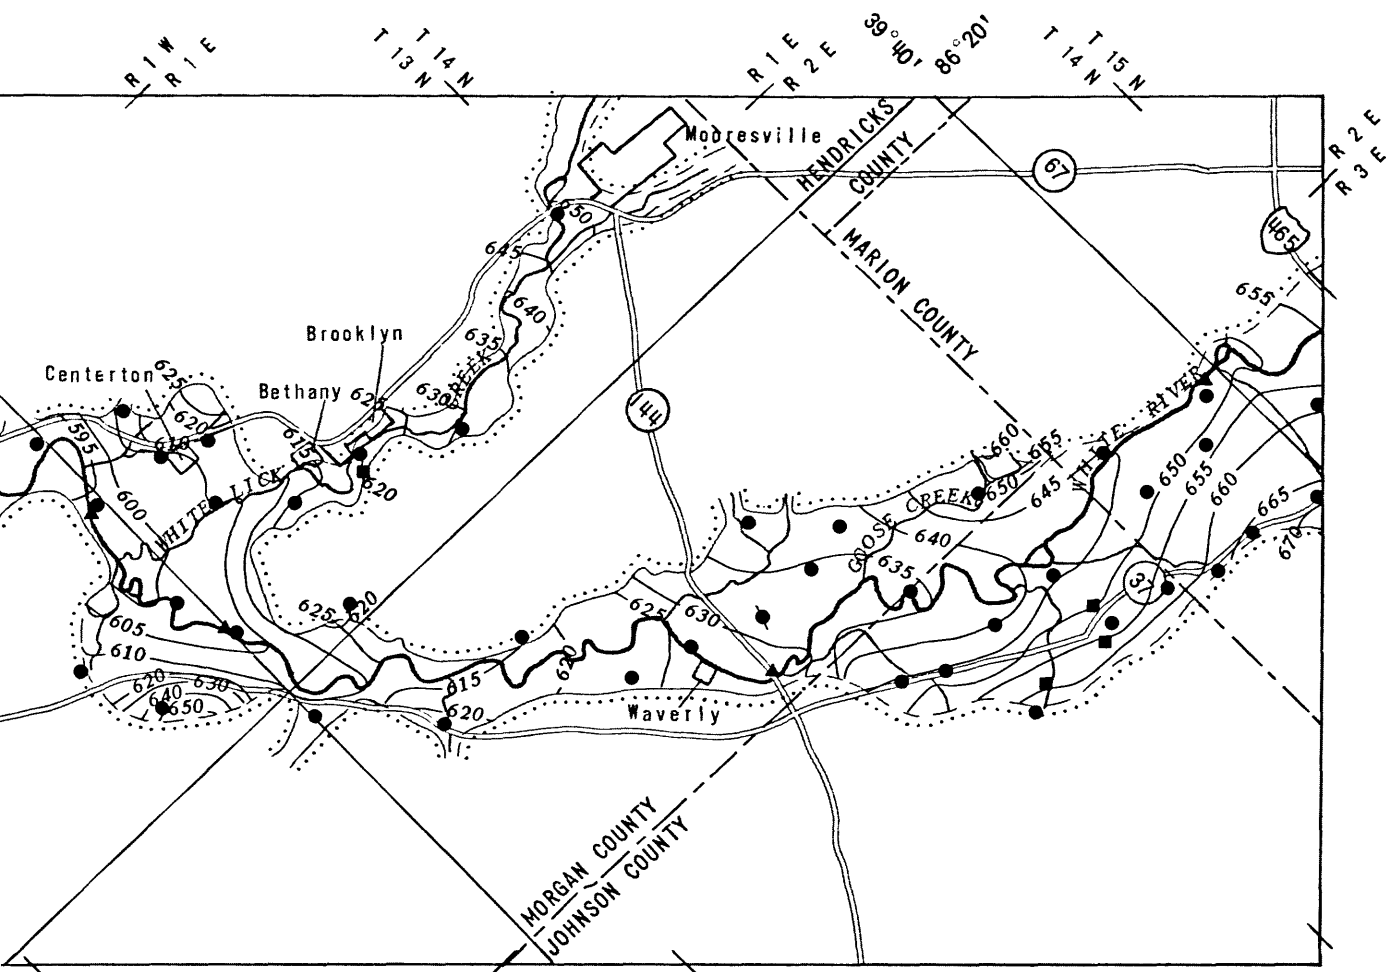 R 1 W
R 1 E
T 14 N
T 13 N
R 1 E
R 2 E
39°40'
86°20'
T 15 N
T 14 N
R 2 E
R 3 E
Mooresville
HENDRICKS
COUNTY
67
465
650
645
MARION COUNTY
640
655
635
Brooklyn
Centerton
625
Bethany
625
630
CREEK
144
WHITE RIVER
620
610
615
595
660
665
650
645
650
655
660
665
670
600
WHITE LICK
620
GOOSE CREEK
640
635
37
625
620
625
630
605
610
620
615
620
630
640
650
620
Waverly
MORGAN COUNTY
JOHNSON COUNTY